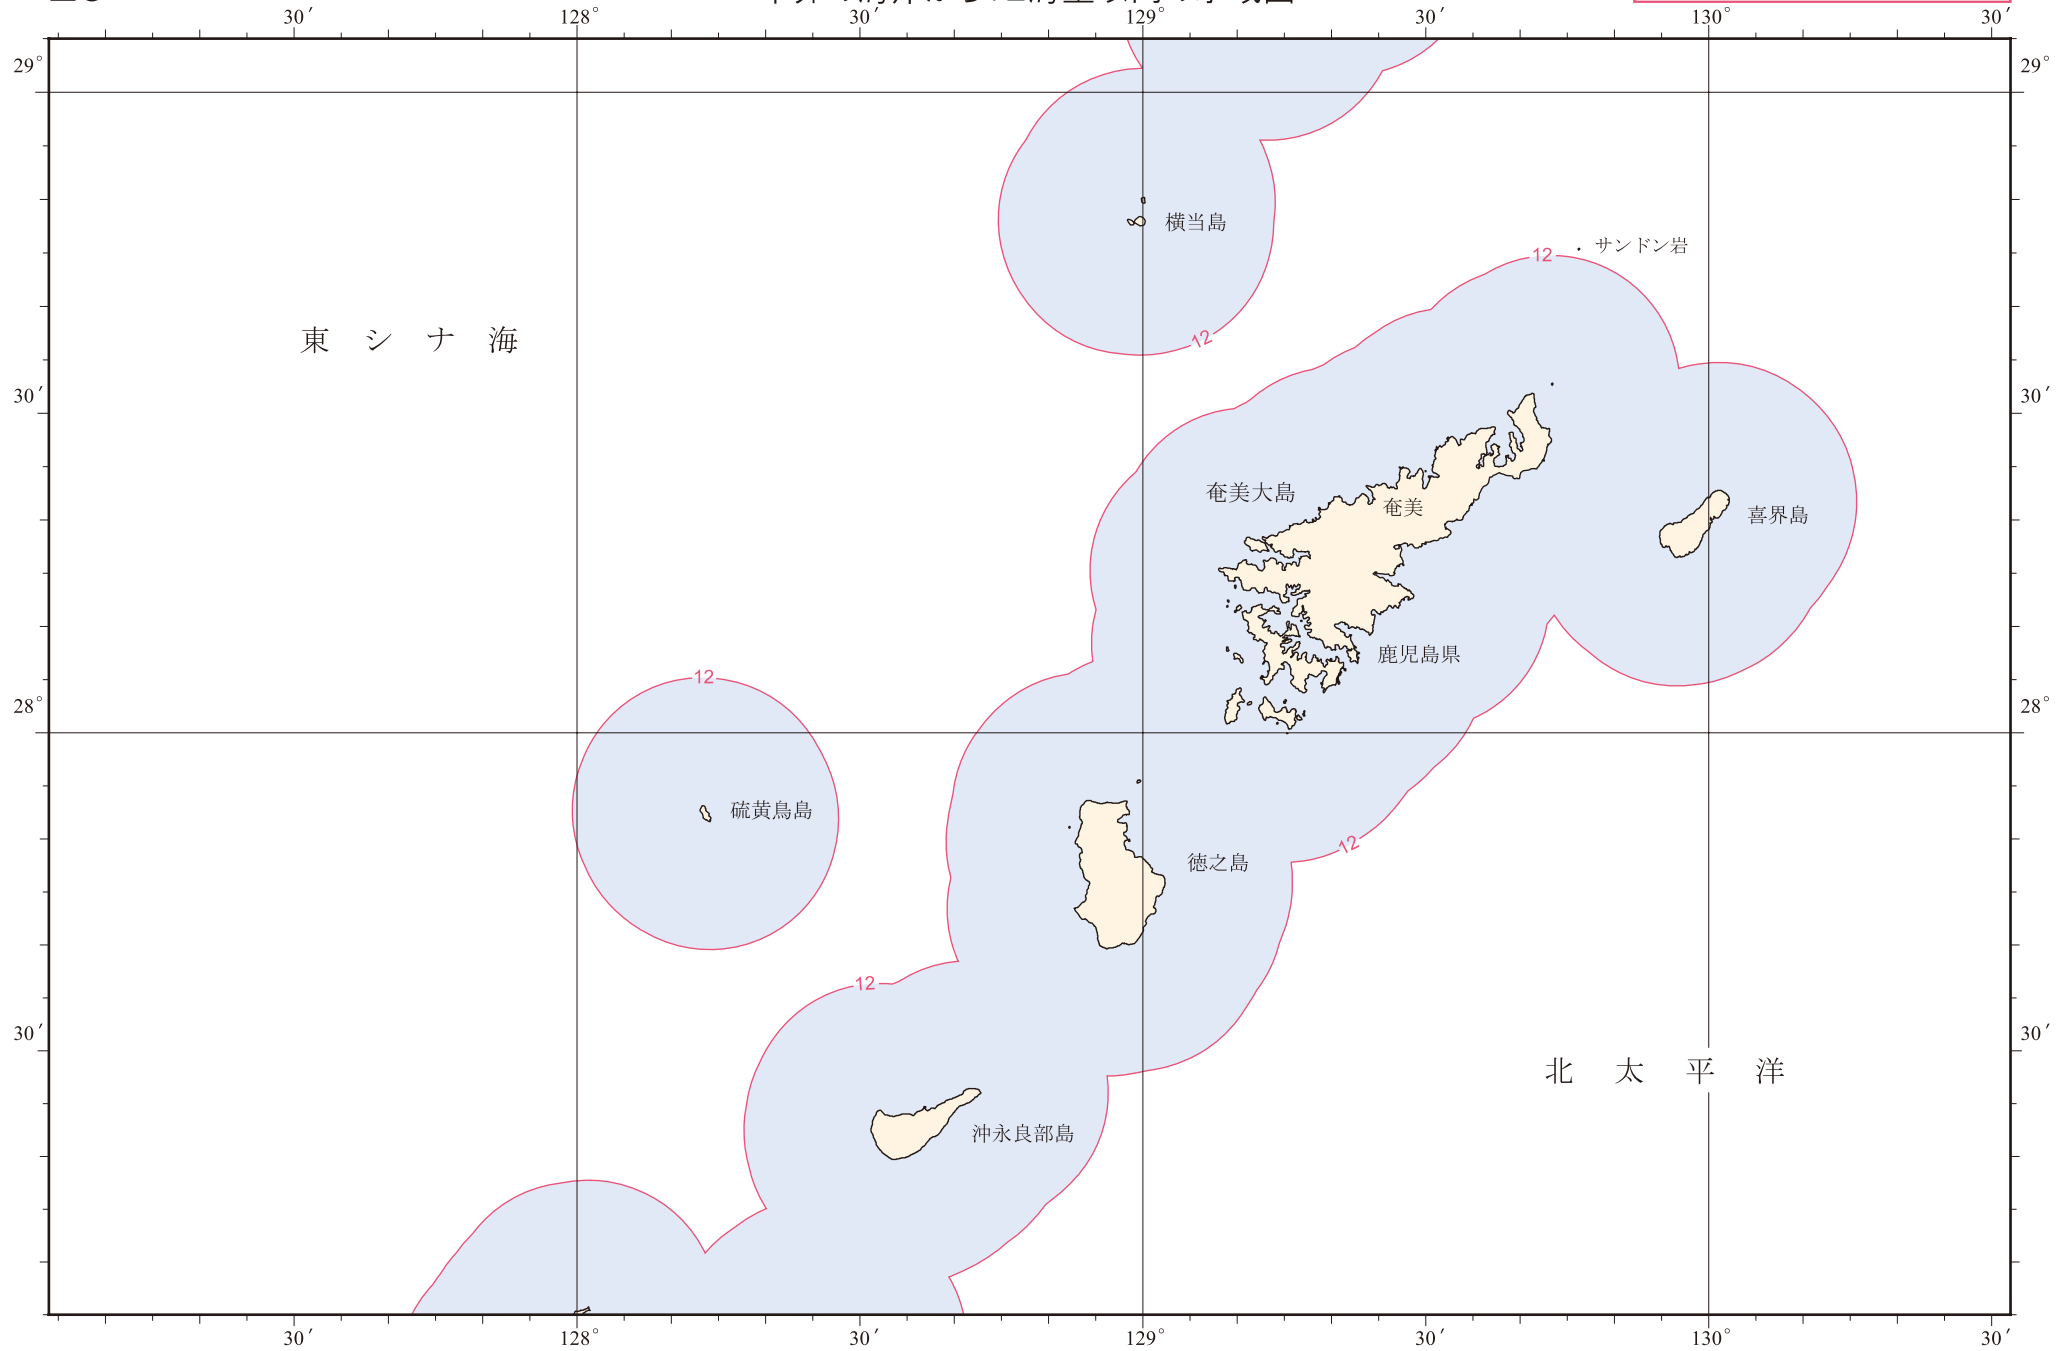 30′ 128° 30′ 129° 30′ 130° 30′
29° 29°
横当島
12 サンドン岩
東シナ海
12
30′ 30′
奄美大島 奄美
喜界島
鹿児島県
12
28° 28°
硫黄鳥島
12
徳之島
12
30′ 30′
北太平洋
沖永良部島
30′ 128° 30′ 129° 30′ 130° 30′